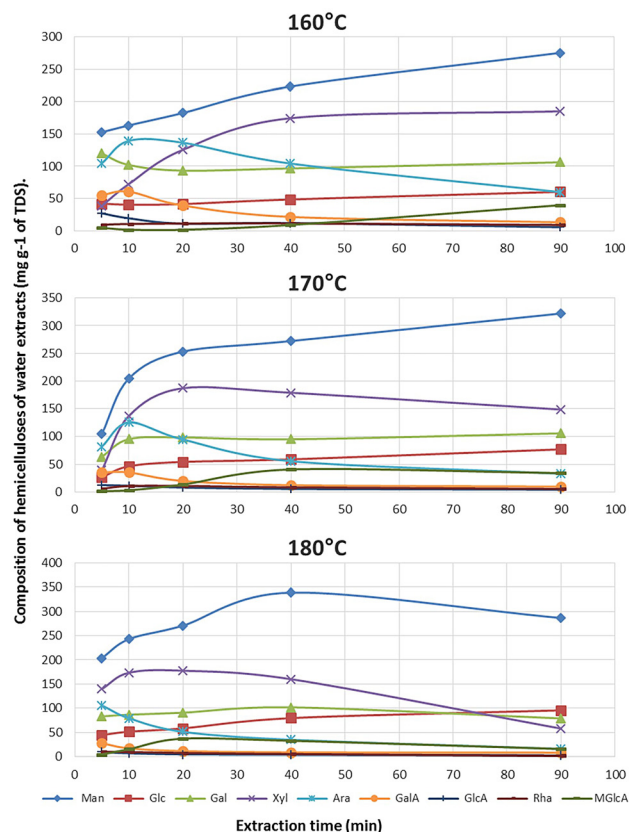 160°C
300
250
200
150
100
50
0
0 10 20 30 40 50 60 70 80 90 100
170°C
350
300
250
200
150
100
50
0
0 10 20 30 40 50 60 70 80 90 100
180°C
400
350
300
250
200
150
100
50
0
0 10 20 30 40 50 60 70 80 90 100
Composition of hemicelluloses of water extracts (mg g-1 of TDS).
Man Glc Gal Xyl Ara GalA GlcA Rha MGlcA
Extraction time (min)